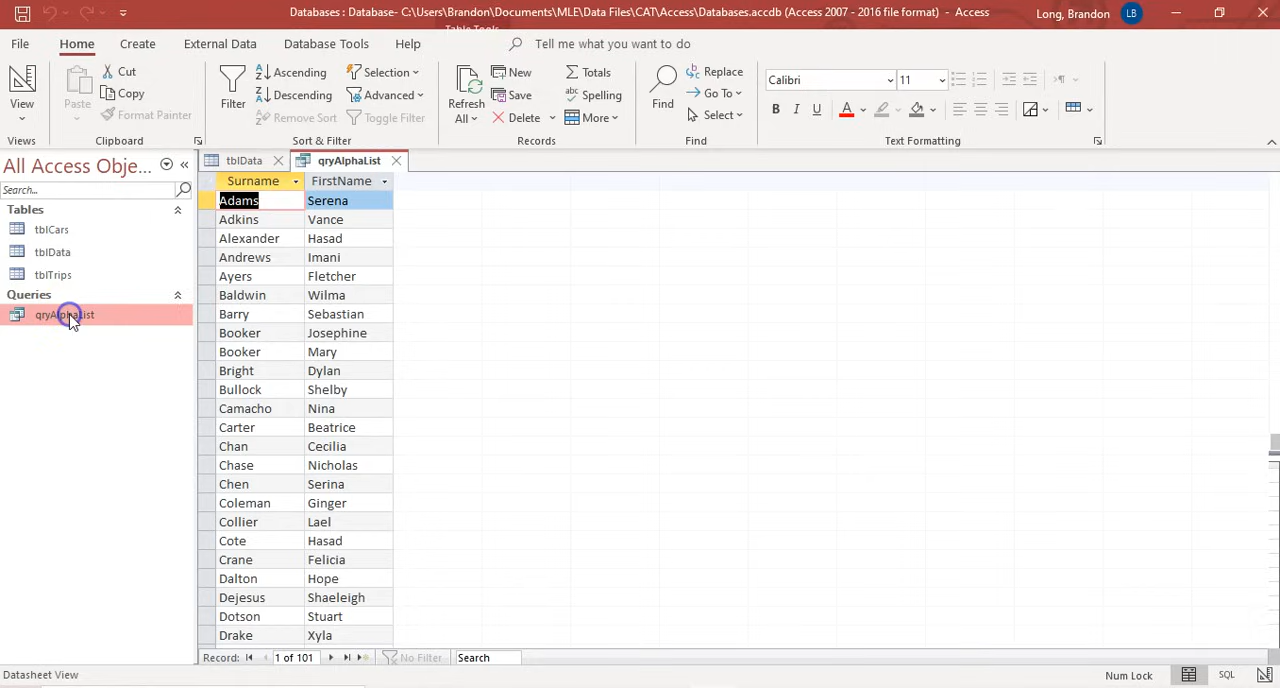 Databases : Database- C:\Users\Brandon\Documents\MLE\Data Files\CAT\Access\Databases.accdb (Access 2007 - 2016 file format) - Access
Long, Brandon LB
File Home Create External Data Database Tools Help Tell me what you want to do
View
Views
Paste
Cut
Copy
Format Painter
Clipboard
Filter
Ascending
Descending
Remove Sort
Selection
Advanced
Toggle Filter
Sort & Filter
Refresh
All
New
Save
Delete
Totals
Spelling
More
Records
Find
Replace
Go To
Select
Find
Calibri 11
B I U A
Text Formatting
All Access Obje...
Search...
Tables
tblCars
tblData
tblTrips
Queries
qryAlphaList
tblData qryAlphaList
Surname FirstName
Adams Serena
Adkins Vance
Alexander Hasad
Andrews Imani
Ayers Fletcher
Baldwin Wilma
Barry Sebastian
Booker Josephine
Booker Mary
Bright Dylan
Bullock Shelby
Camacho Nina
Carter Beatrice
Chan Cecilia
Chase Nicholas
Chen Serina
Coleman Ginger
Collier Lael
Cote Hasad
Crane Felicia
Dalton Hope
Dejesus Shaeleigh
Dotson Stuart
Drake Xyla
Record: 1 of 101 No Filter Search
Datasheet View
Num Lock SQL